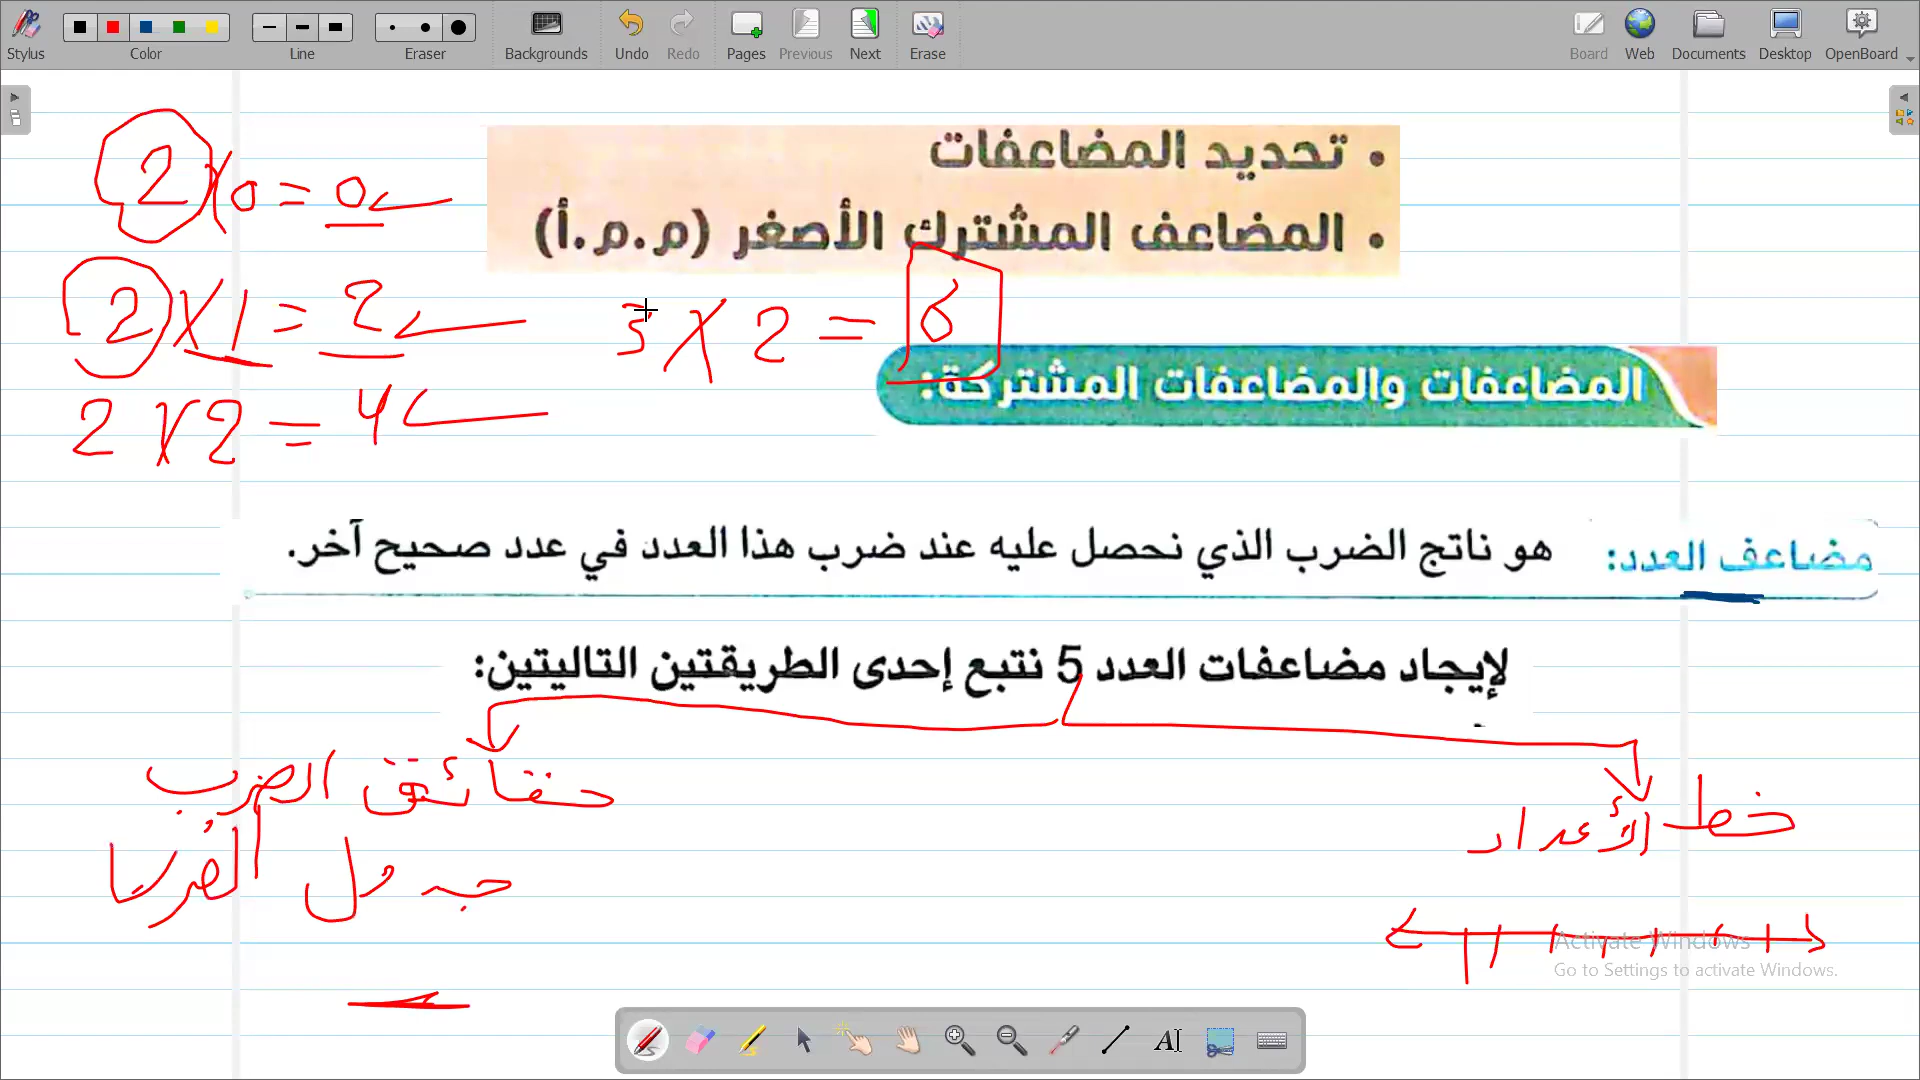 Stylus Color Line Eraser Backgrounds Undo Redo Pages Previous Next Erase Board Web Documents Desktop OpenBoard
• تحديد المضاعفات
• المضاعف المشترك الأصغر (م.م.أ)
2 X 0 = 0
2 X 1 = 2
2 X 2 = 4
3 X 2 = 6
المضاعفات والمضاعفات المشتركة:
مضاعف العدد: هو ناتج الضرب الذي نحصل عليه عند ضرب هذا العدد في عدد صحيح آخر.
لإيجاد مضاعفات العدد 5 نتبع إحدى الطريقتين التاليتين:
خط الأعداد
حقائق الضرب
جدول الضرب
Activate Windows
Go to Settings to activate Windows.